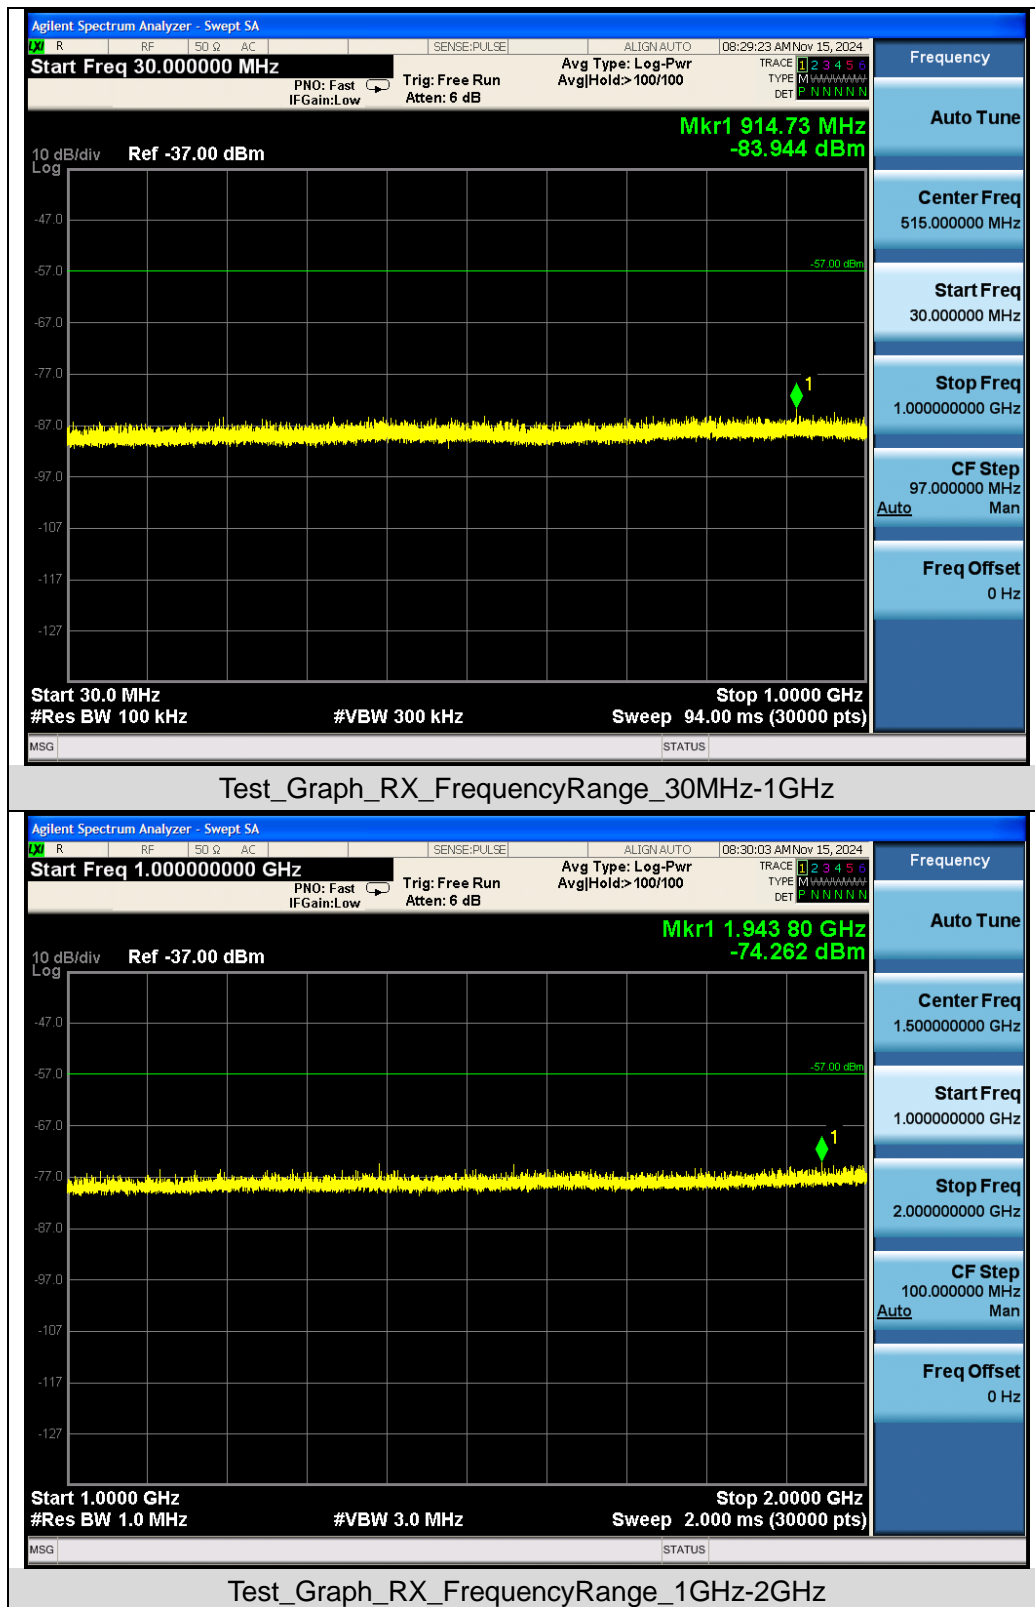 Agilent Spectrum Analyzer - Swept SA
LXI R RF 50 Ω AC SENSE:PULSE ALIGN AUTO 08:29:23 AM Nov 15, 2024
Start Freq 30.000000 MHz
PNO: Fast
IFGain:Low
Trig: Free Run
Atten: 6 dB
Avg Type: Log-Pwr
Avg|Hold:>100/100
TRACE 1 2 3 4 5 6
TYPE M WWWWW
DET P N N N N N
Mkr1 914.73 MHz
-83.944 dBm
10 dB/div Ref -37.00 dBm
Log
-47.0
-57.0
-57.00 dBm
-67.0
-77.0
1
-87.0
-97.0
-107
-117
-127
Start 30.0 MHz Stop 1.0000 GHz
#Res BW 100 kHz #VBW 300 kHz Sweep 94.00 ms (30000 pts)
MSG STATUS
Frequency
Auto Tune
Center Freq
515.000000 MHz
Start Freq
30.000000 MHz
Stop Freq
1.000000000 GHz
CF Step
97.000000 MHz
Auto Man
Freq Offset
0 Hz
Test_Graph_RX_FrequencyRange_30MHz-1GHz
Agilent Spectrum Analyzer - Swept SA
LXI R RF 50 Ω AC SENSE:PULSE ALIGN AUTO 08:30:03 AM Nov 15, 2024
Start Freq 1.000000000 GHz
PNO: Fast
IFGain:Low
Trig: Free Run
Atten: 6 dB
Avg Type: Log-Pwr
Avg|Hold:>100/100
TRACE 1 2 3 4 5 6
TYPE M WWWWW
DET P N N N N N
Mkr1 1.943 80 GHz
-74.262 dBm
10 dB/div Ref -37.00 dBm
Log
-47.0
-57.0
-57.00 dBm
-67.0
1
-77.0
-87.0
-97.0
-107
-117
-127
Start 1.0000 GHz Stop 2.0000 GHz
#Res BW 1.0 MHz #VBW 3.0 MHz Sweep 2.000 ms (30000 pts)
MSG STATUS
Frequency
Auto Tune
Center Freq
1.500000000 GHz
Start Freq
1.000000000 GHz
Stop Freq
2.000000000 GHz
CF Step
100.000000 MHz
Auto Man
Freq Offset
0 Hz
Test_Graph_RX_FrequencyRange_1GHz-2GHz